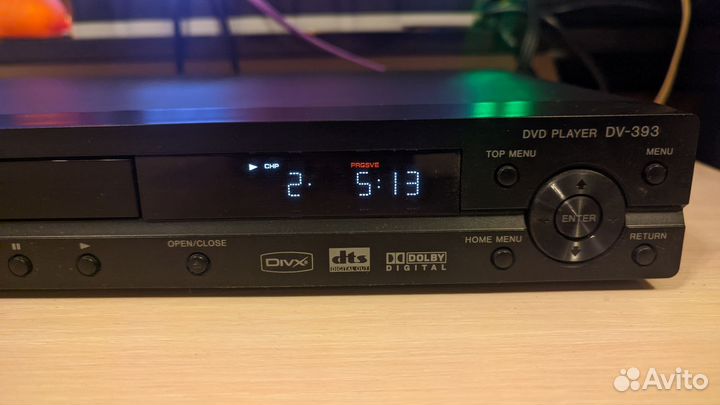 DVD PLAYER DV-393
TOP MENU
MENU
CHP
PRGSVE
2 5:13
ENTER
OPEN/CLOSE
HOME MENU
RETURN
DIVX
dts
DIGITAL OUT
DOLBY
DIGITAL
Avito